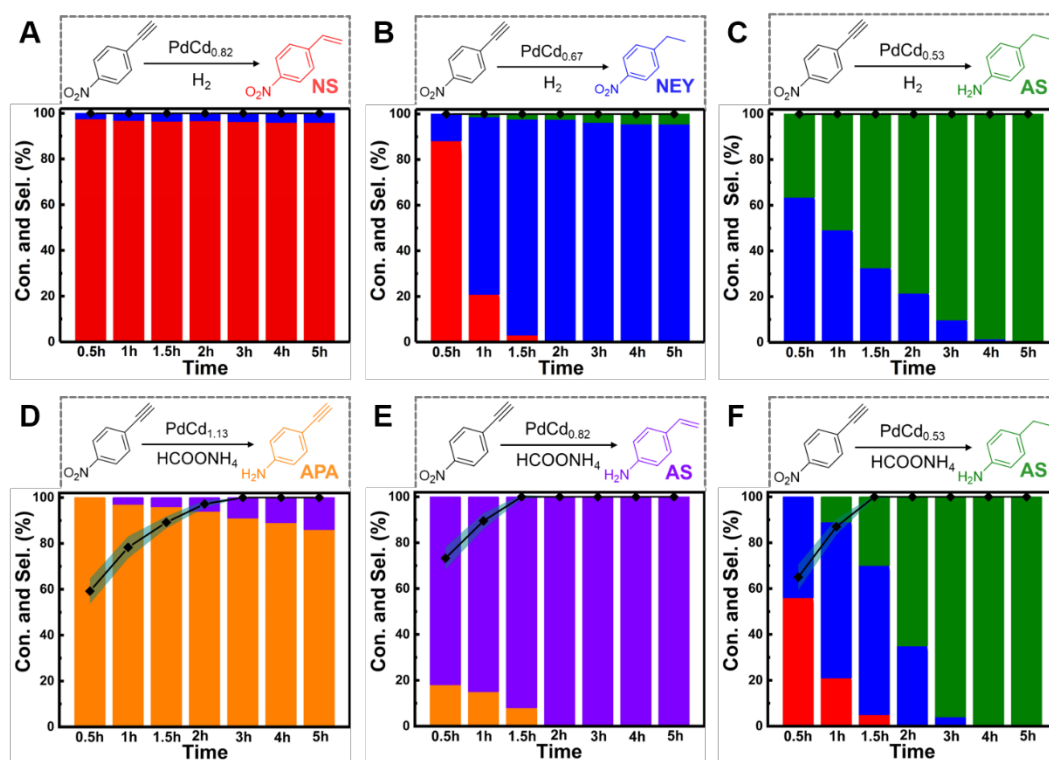 A
PdCd0.82
H2
O2N
NS
Con. and Sel. (%)
100
80
60
40
20
0
0.5h 1h 1.5h 2h 3h 4h 5h
Time
B
PdCd0.67
H2
O2N
O2N
NEY
Con. and Sel. (%)
100
80
60
40
20
0
0.5h 1h 1.5h 2h 3h 4h 5h
Time
C
PdCd0.53
H2
O2N
H2N
AS
Con. and Sel. (%)
100
80
60
40
20
0
0.5h 1h 1.5h 2h 3h 4h 5h
Time
D
PdCd1.13
HCOONH4
O2N
H2N
APA
Con. and Sel. (%)
100
80
60
40
20
0
0.5h 1h 1.5h 2h 3h 4h 5h
Time
E
PdCd0.82
HCOONH4
O2N
H2N
AS
Con. and Sel. (%)
100
80
60
40
20
0
0.5h 1h 1.5h 2h 3h 4h 5h
Time
F
PdCd0.53
HCOONH4
O2N
H2N
AS
Con. and Sel. (%)
100
80
60
40
20
0
0.5h 1h 1.5h 2h 3h 4h 5h
Time